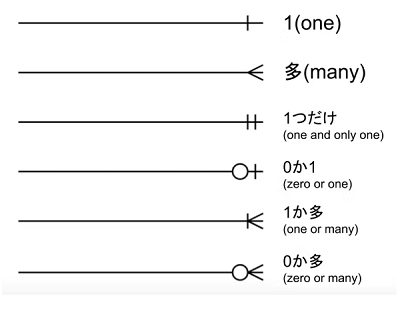 1(one)
多(many)
1つだけ
(one and only one)
0か1
(zero or one)
1か多
(one or many)
0か多
(zero or many)